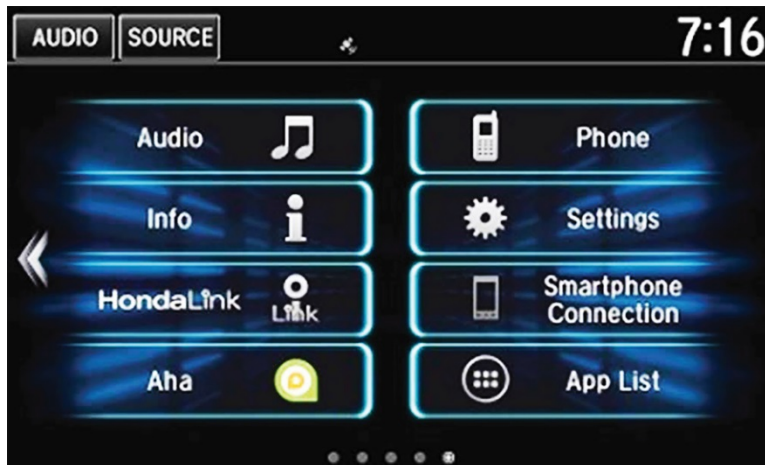 AUDIO SOURCE 7:16
Audio
Phone
Info
Settings
HondaLink
Link
Smartphone
Connection
Aha
App List